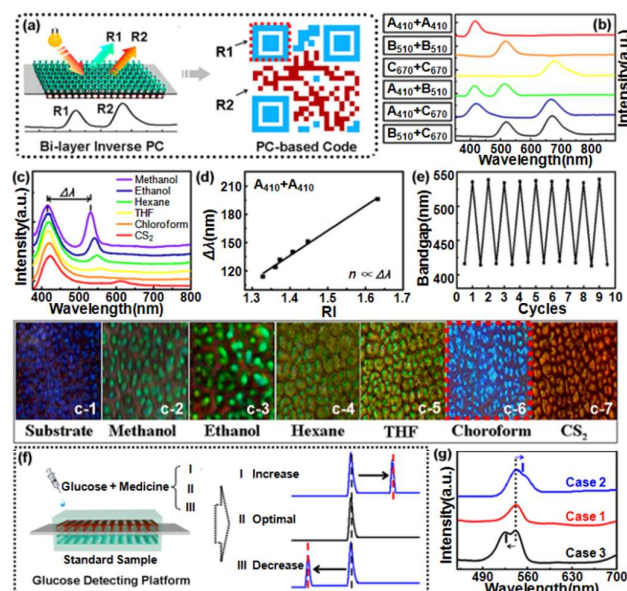 (a)
R1 R2
R1
R2
R1 R2
Bi-layer Inverse PC
PC-based Code
(b)
A410+A410
B510+B510
C670+C670
A410+B510
A410+C670
B510+C670
Intensity(a.u.)
400 500 600 700 800
Wavelength(nm)
(c)
Δλ
Methanol
Ethanol
Hexane
THF
Chloroform
CS2
Intensity(a.u.)
400 500 600 700 800
Wavelength(nm)
(d)
A410+A410
Δλ(nm)
210
180
150
120
n ∝ Δλ
1.3 1.4 1.5 1.6 1.7
RI
(e)
Bandgap(nm)
550
500
450
400
0 1 2 3 4 5 6 7 8 9 10
Cycles
c-1 c-2 c-3 c-4 c-5 c-6 c-7
Substrate Methanol Ethanol Hexane THF Choroform CS2
(f)
Glucose + Medicine
I
II
III
Standard Sample
Glucose Detecting Platform
I Increase
II Optimal
III Decrease
(g)
Intensity(a.u.)
Case 2
Case 1
Case 3
490 560 630 700
Wavelength(nm)